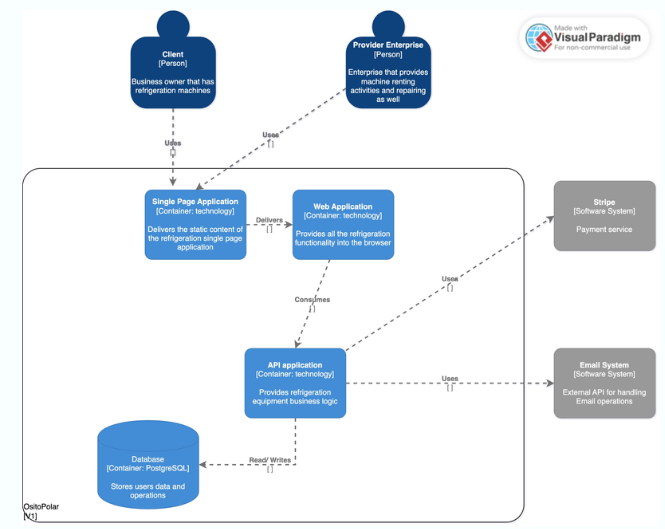 Made with
Visual Paradigm
For non-commercial use
Client
[Person]
Business owner that has
refrigeration machines
Provider Enterprise
[Person]
Enterprise that provides
machine renting
activities and repairing
as well
Uses
[ ]
Uses
[ ]
Single Page Application
[Container: technology]
Delivers the static content of
the refrigeration single page
application
Delivers
[ ]
Web Application
[Container: technology]
Provides all the refrigeration
functionality into the browser
Stripe
[Software System]
Payment service
Uses
[ ]
Consumes
[ ]
API application
[Container: technology]
Provides refrigeration
equipment business logic
Uses
[ ]
Email System
[Software System]
External API for handling
Email operations
Database
[Container: PostgreSQL]
Stores users data and
operations
Read/ Writes
[ ]
OsitoPolar
[V1]